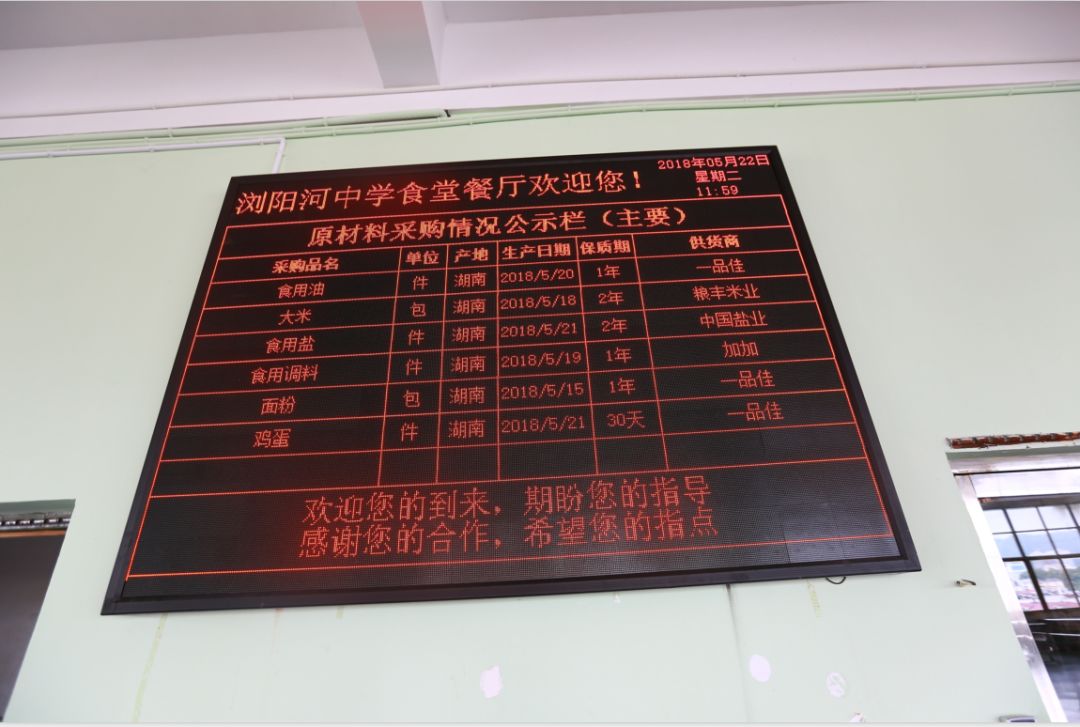 浏阳河中学食堂餐厅欢迎您!
2018年05月22日
星期二
11:59
原材料采购情况公示栏（主要）
采购品名 单位 产地 生产日期 保质期 供货商
食用油 件 湖南 2018/5/20 1年 一品佳
大米 包 湖南 2018/5/18 2年 粮丰米业
食用盐 件 湖南 2018/5/21 2年 中国盐业
食用调料 件 湖南 2018/5/19 1年 加加
面粉 包 湖南 2018/5/15 1年 一品佳
鸡蛋 件 湖南 2018/5/21 30天 一品佳
欢迎您的到来，期盼您的指导
感谢您的合作，希望您的指点